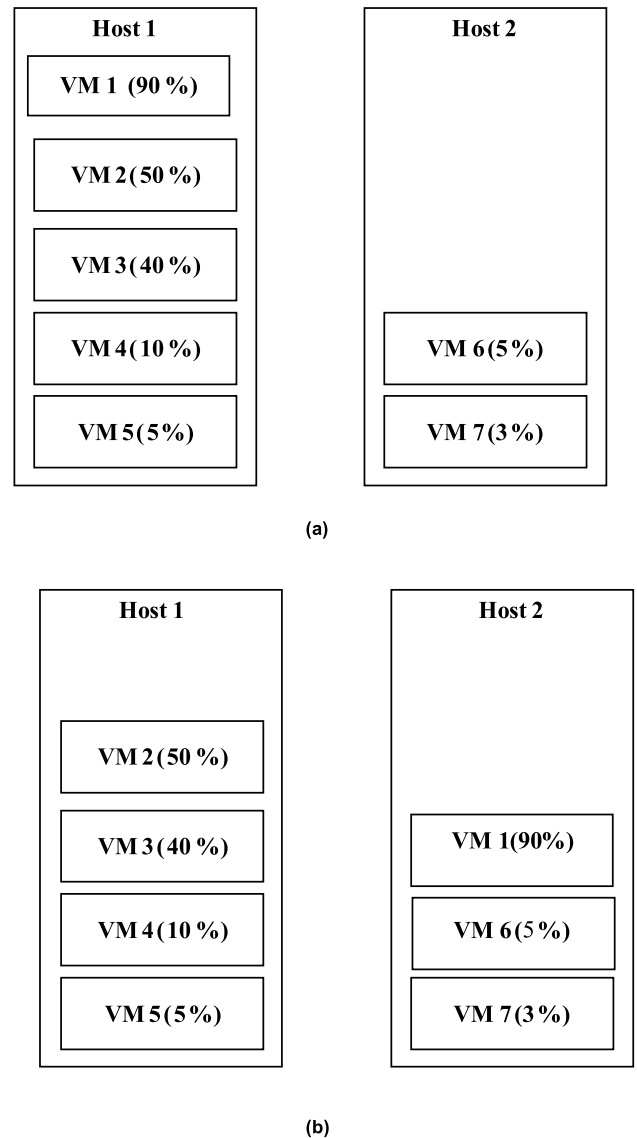 Host 1
VM 1 (90%)
VM 2 (50%)
VM 3 (40%)
VM 4 (10%)
VM 5 (5%)
Host 2
VM 6 (5%)
VM 7 (3%)
(a)
Host 1
VM 2 (50%)
VM 3 (40%)
VM 4 (10%)
VM 5 (5%)
Host 2
VM 1(90%)
VM 6 (5%)
VM 7 (3%)
(b)